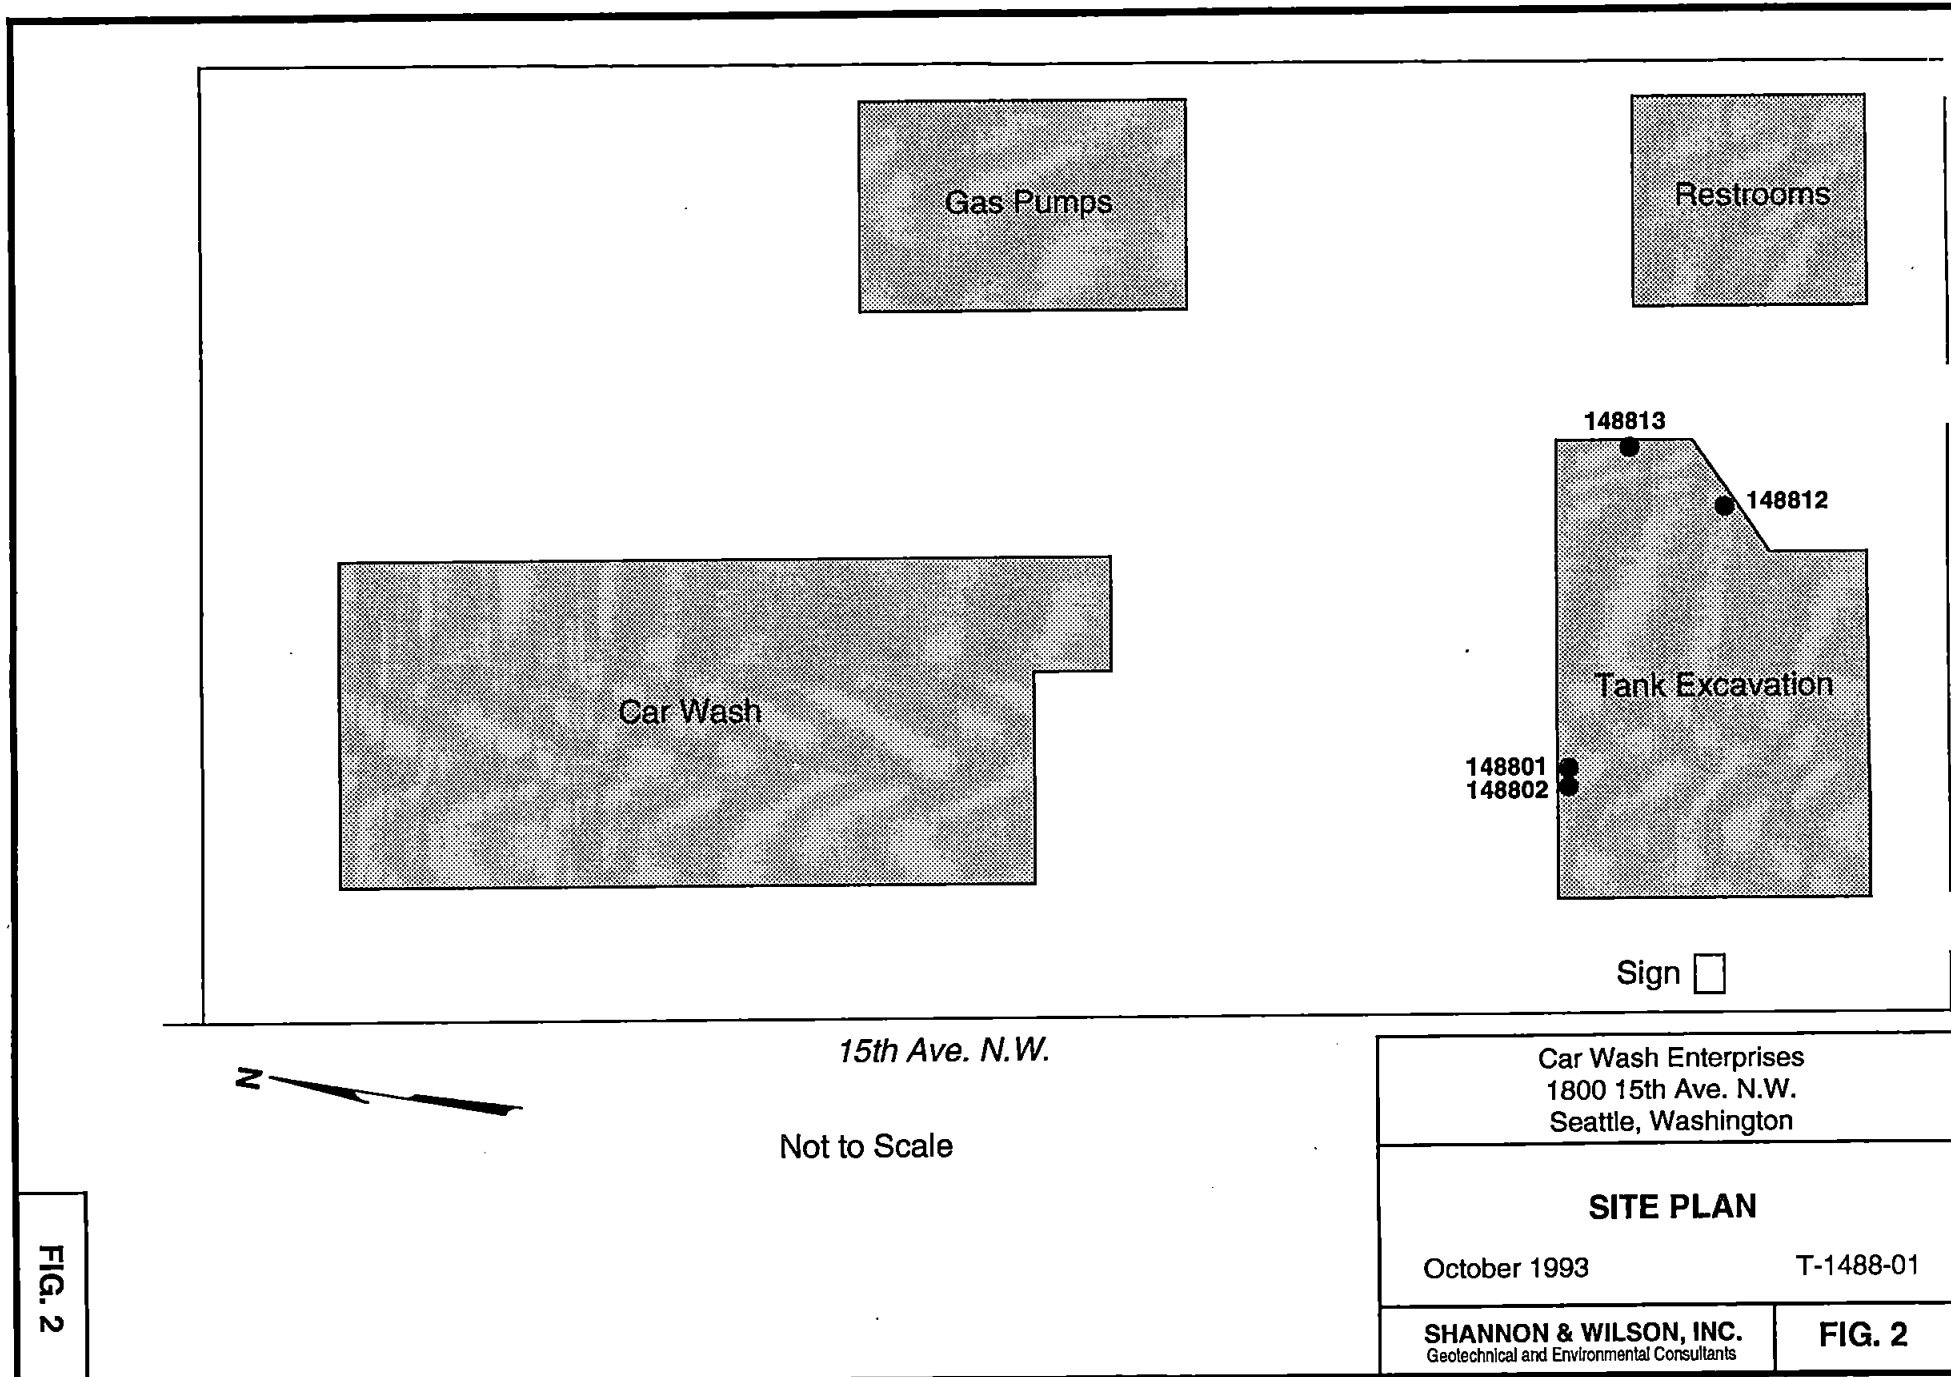 Gas Pumps
Restrooms
148813
148812
Car Wash
Tank Excavation
148801
148802
Sign
15th Ave. N.W.
N
Not to Scale
Car Wash Enterprises
1800 15th Ave. N.W.
Seattle, Washington
SITE PLAN
October 1993 T-1488-01
SHANNON & WILSON, INC.
Geotechnical and Environmental Consultants
FIG. 2
FIG. 2